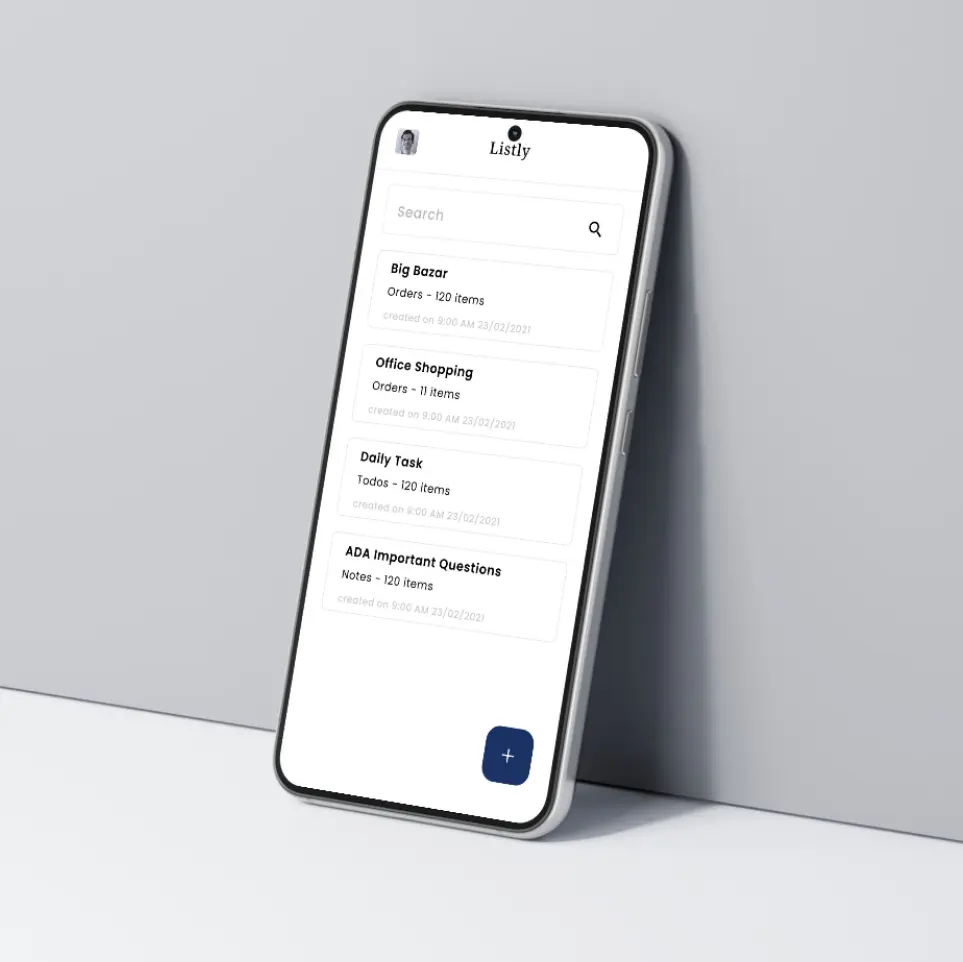 Listly
Search
Big Bazar
Orders - 120 items
created on 9:00 AM 23/02/2021
Office Shopping
Orders - 11 items
created on 9:00 AM 23/02/2021
Daily Task
Todos - 120 items
created on 9:00 AM 23/02/2021
ADA Important Questions
Notes - 120 items
created on 9:00 AM 23/02/2021